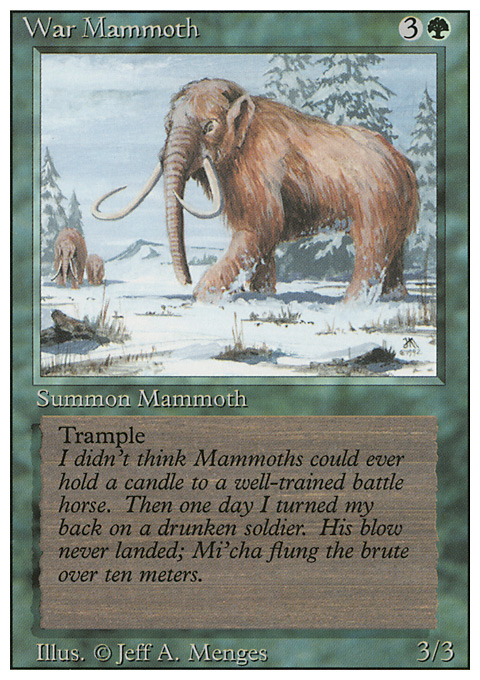 War Mammoth 3
Summon Mammoth
Trample
I didn't think Mammoths could ever
hold a candle to a well-trained battle
horse. Then one day I turned my
back on a drunken soldier. His blow
never landed; Mi'cha flung the brute
over ten meters.
Illus. © Jeff A. Menges 3/3